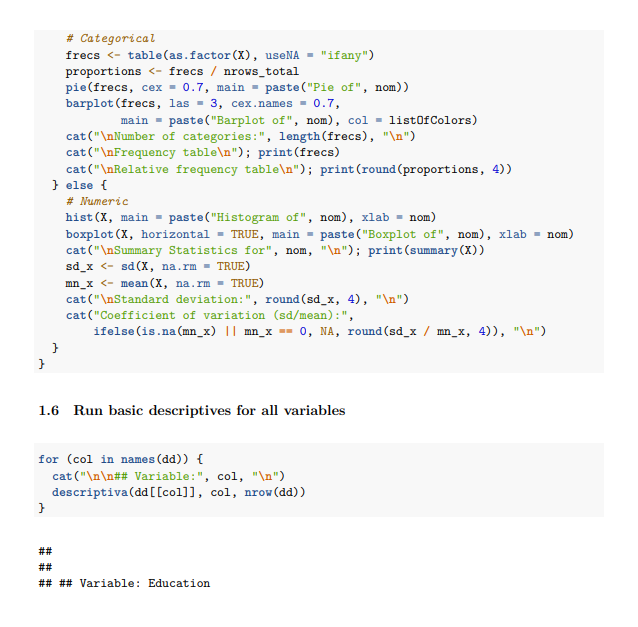 # Categorical
frecs <- table(as.factor(X), useNA = "ifany")
proportions <- frecs / nrows_total
pie(frecs, cex = 0.7, main = paste("Pie of", nom))
barplot(frecs, las = 3, cex.names = 0.7,
main = paste("Barplot of", nom), col = listOfColors)
cat("\nNumber of categories:", length(frecs), "\n")
cat("\nFrequency table\n"); print(frecs)
cat("\nRelative frequency table\n"); print(round(proportions, 4))
} else {
# Numeric
hist(X, main = paste("Histogram of", nom), xlab = nom)
boxplot(X, horizontal = TRUE, main = paste("Boxplot of", nom), xlab = nom)
cat("\nSummary Statistics for", nom, "\n"); print(summary(X))
sd_x <- sd(X, na.rm = TRUE)
mn_x <- mean(X, na.rm = TRUE)
cat("\nStandard deviation:", round(sd_x, 4), "\n")
cat("Coefficient of variation (sd/mean):",
ifelse(is.na(mn_x) || mn_x == 0, NA, round(sd_x / mn_x, 4)), "\n")
}
}
1.6 Run basic descriptives for all variables
for (col in names(dd)) {
cat("\n\n## Variable:", col, "\n")
descriptiva(dd[[col]], col, nrow(dd))
}
##
##
## ## Variable: Education